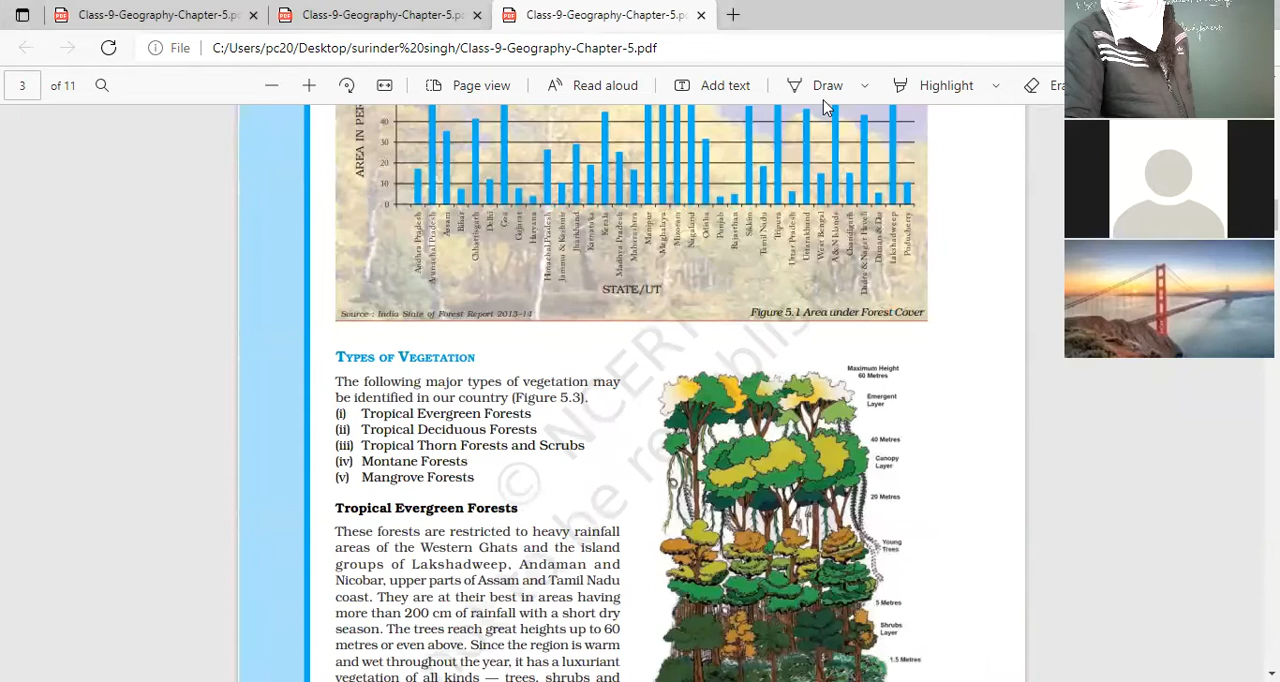 Class-9-Geography-Chapter-5.pdf
Class-9-Geography-Chapter-5.pdf
Class-9-Geography-Chapter-5.pdf
File
C:/Users/pc20/Desktop/surinder%20singh/Class-9-Geography-Chapter-5.pdf
3
of 11
Page view
Read aloud
Add text
Draw
Highlight
Era
AREA IN PER
40
30
20
10
0
Andhra Pradesh
Arunachal Pradesh
Assam
Bihar
Chhattisgarh
Delhi
Goa
Gujarat
Haryana
Himachal Pradesh
Jammu & Kashmir
Jharkhand
Karnataka
Kerala
Madhya Pradesh
Maharashtra
Manipur
Meghalaya
Mizoram
Nagaland
Odisha
Punjab
Rajasthan
Sikkim
Tamil Nadu
Tripura
Uttar Pradesh
Uttarakhand
West Bengal
A & N Islands
Chandigarh
Dadra & Nagar Haveli
Daman & Diu
Lakshadweep
Puducherry
STATE/UT
Source : India State of Forest Report 2013-14
Figure 5.1 Area under Forest Cover
TYPES OF VEGETATION
The following major types of vegetation may
be identified in our country (Figure 5.3).
(i) Tropical Evergreen Forests
(ii) Tropical Deciduous Forests
(iii) Tropical Thorn Forests and Scrubs
(iv) Montane Forests
(v) Mangrove Forests
Tropical Evergreen Forests
These forests are restricted to heavy rainfall
areas of the Western Ghats and the island
groups of Lakshadweep, Andaman and
Nicobar, upper parts of Assam and Tamil Nadu
coast. They are at their best in areas having
more than 200 cm of rainfall with a short dry
season. The trees reach great heights up to 60
metres or even above. Since the region is warm
and wet throughout the year, it has a luxuriant
vegetation of all kinds — trees, shrubs and
Maximum Height
60 Metres
Emergent
Layer
40 Metres
Canopy
Layer
20 Metres
Young
Trees
5 Metres
Shrubs
Layer
1.5 Metres
© NCERT
be republis